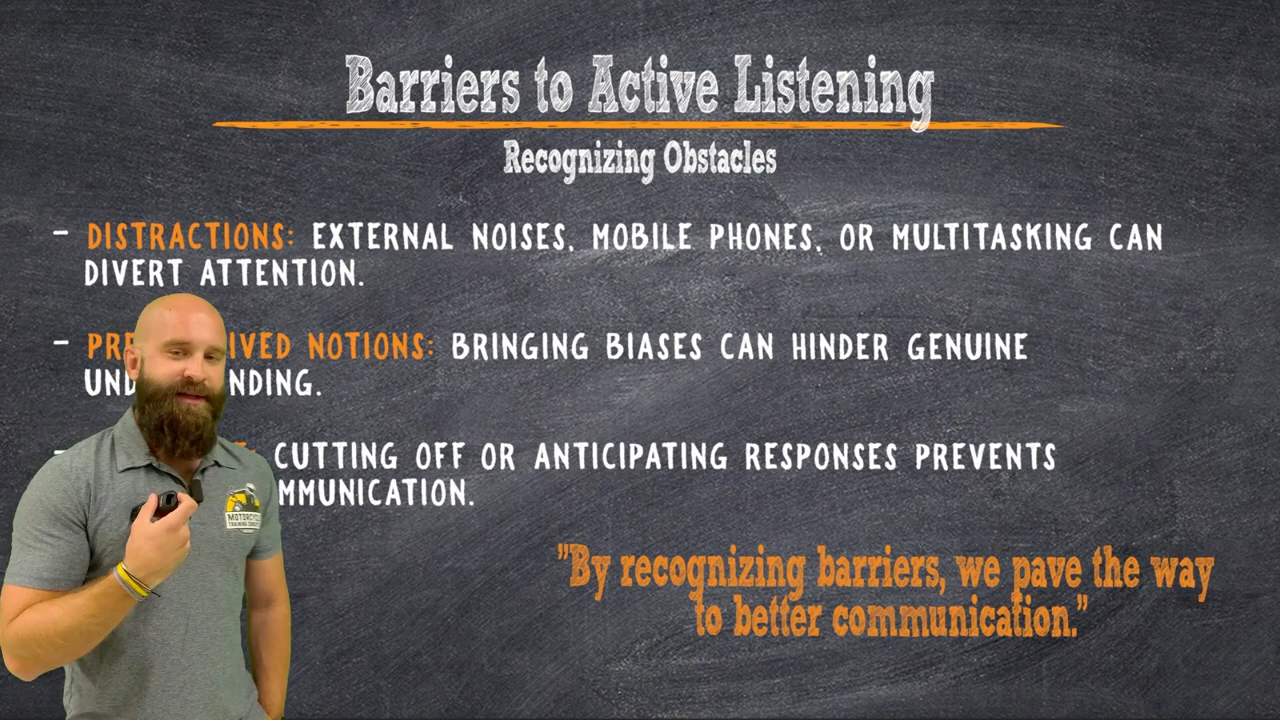 Barriers to Active Listening
Recognizing Obstacles
- DISTRACTIONS: EXTERNAL NOISES, MOBILE PHONES, OR MULTITASKING CAN
DIVERT ATTENTION.
- NOTIONS: BRINGING BIASES CAN HINDER GENUINE
- CUTTING OFF OR ANTICIPATING RESPONSES PREVENTS
"By recognizing barriers, we pave the way
to better communication."